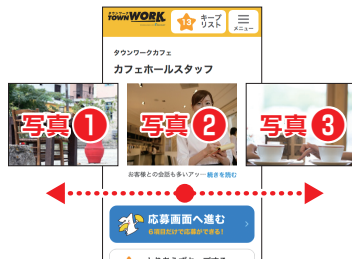 タウンワーク
TOWNWORK
13
キープ
リスト
メニュー
タウンワークカフェ
カフェホールスタッフ
写真1
写真2
写真3
お客様との会話も多いアッ…続きを読む
応募画面へ進む
6項目だけで応募ができる!